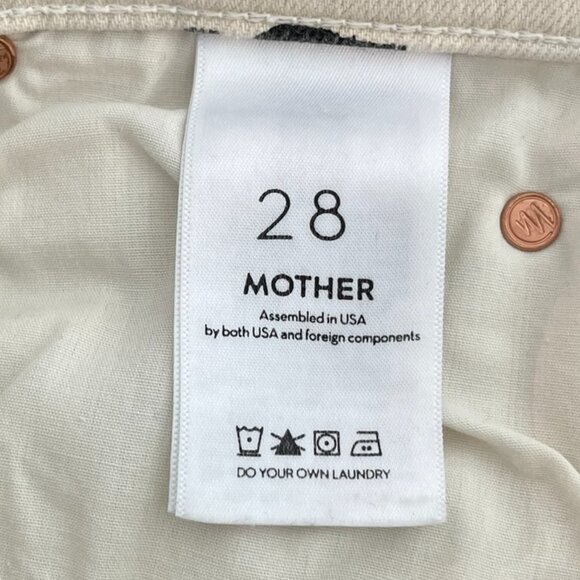 28
MOTHER
Assembled in USA
by both USA and foreign components
DO YOUR OWN LAUNDRY